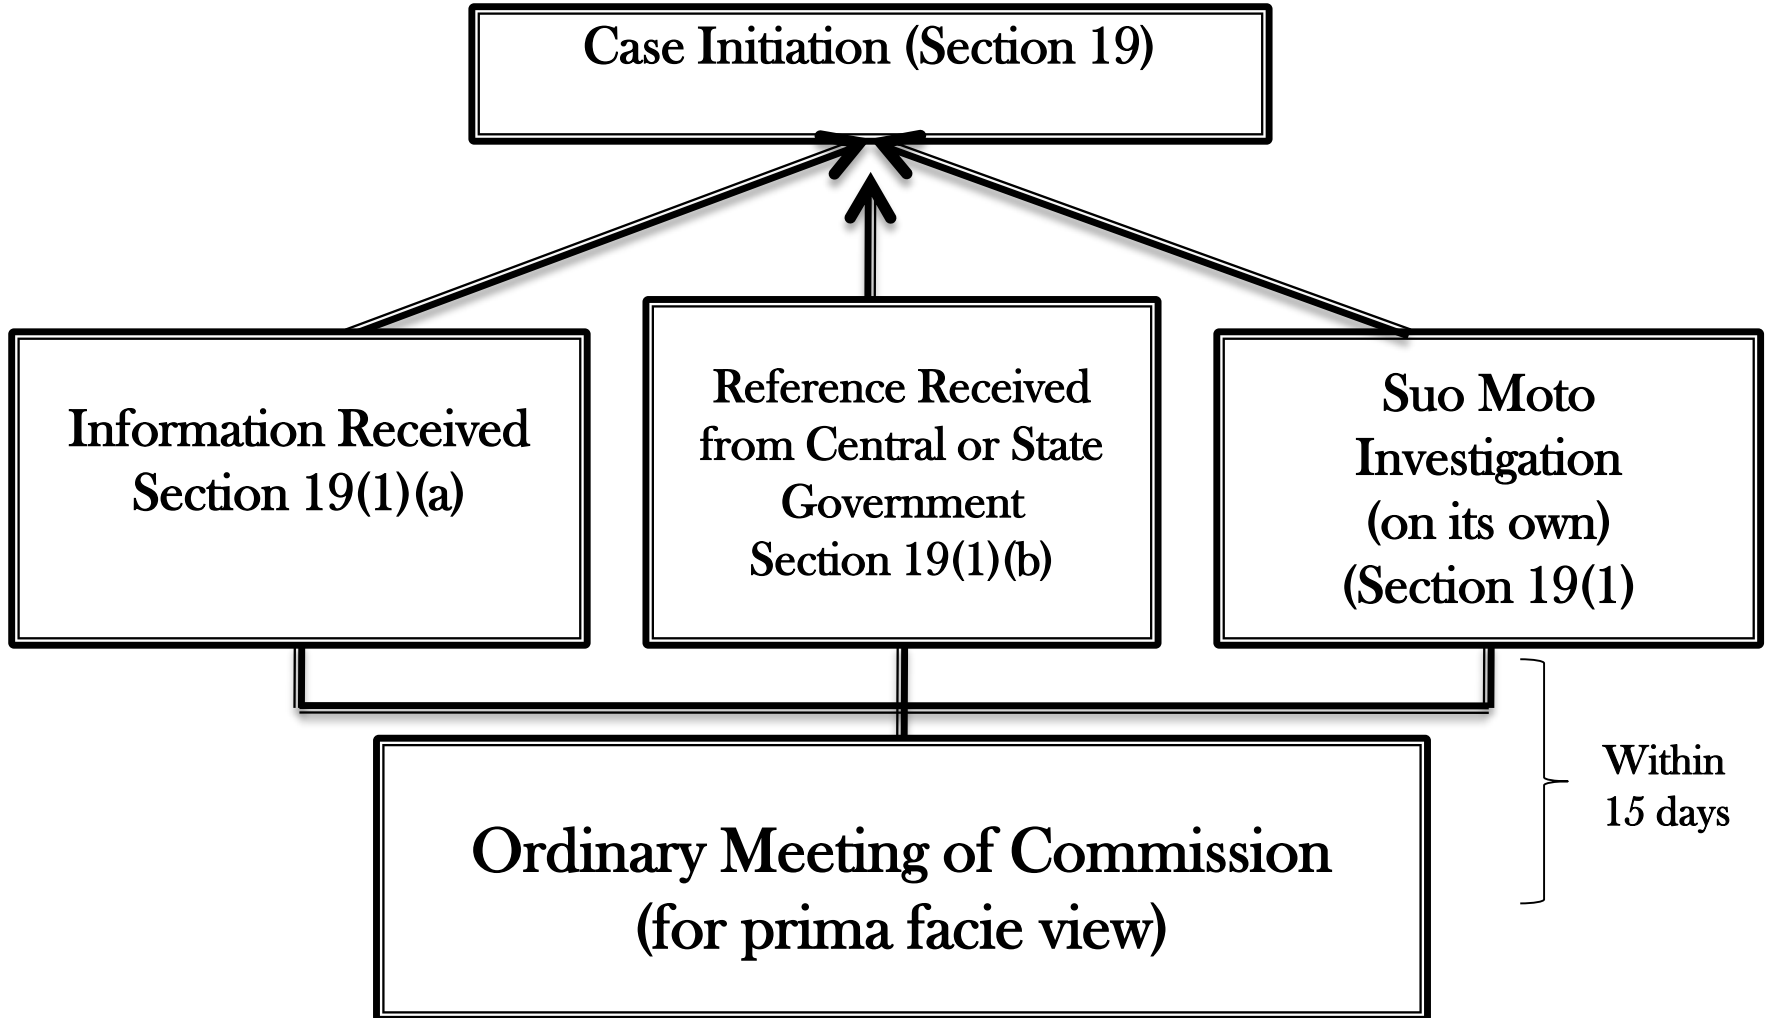 Case Initiation (Section 19)
Information Received
Section 19(1)(a)
Reference Received
from Central or State
Government
Section 19(1)(b)
Suo Moto
Investigation
(on its own)
(Section 19(1)
Within
15 days
Ordinary Meeting of Commission
(for prima facie view)